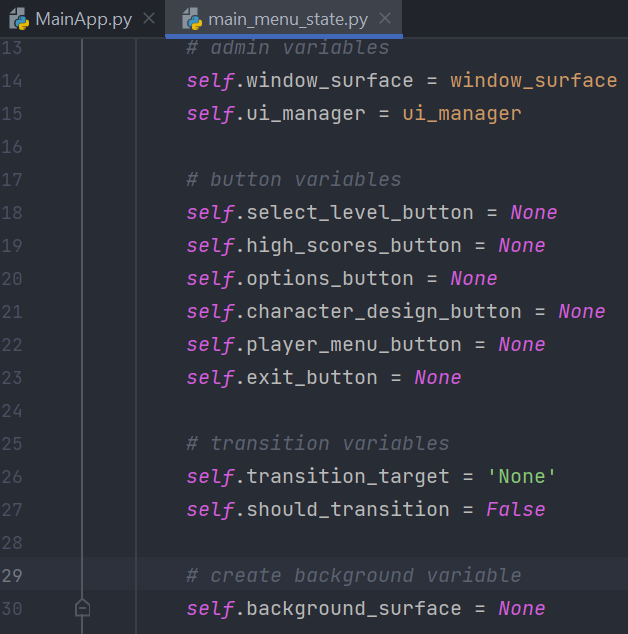 MainApp.py main_menu_state.py
13 # admin variables
14 self.window_surface = window_surface
15 self.ui_manager = ui_manager
16
17 # button variables
18 self.select_level_button = None
19 self.high_scores_button = None
20 self.options_button = None
21 self.character_design_button = None
22 self.player_menu_button = None
23 self.exit_button = None
24
25 # transition variables
26 self.transition_target = 'None'
27 self.should_transition = False
28
29 # create background variable
30 self.background_surface = None